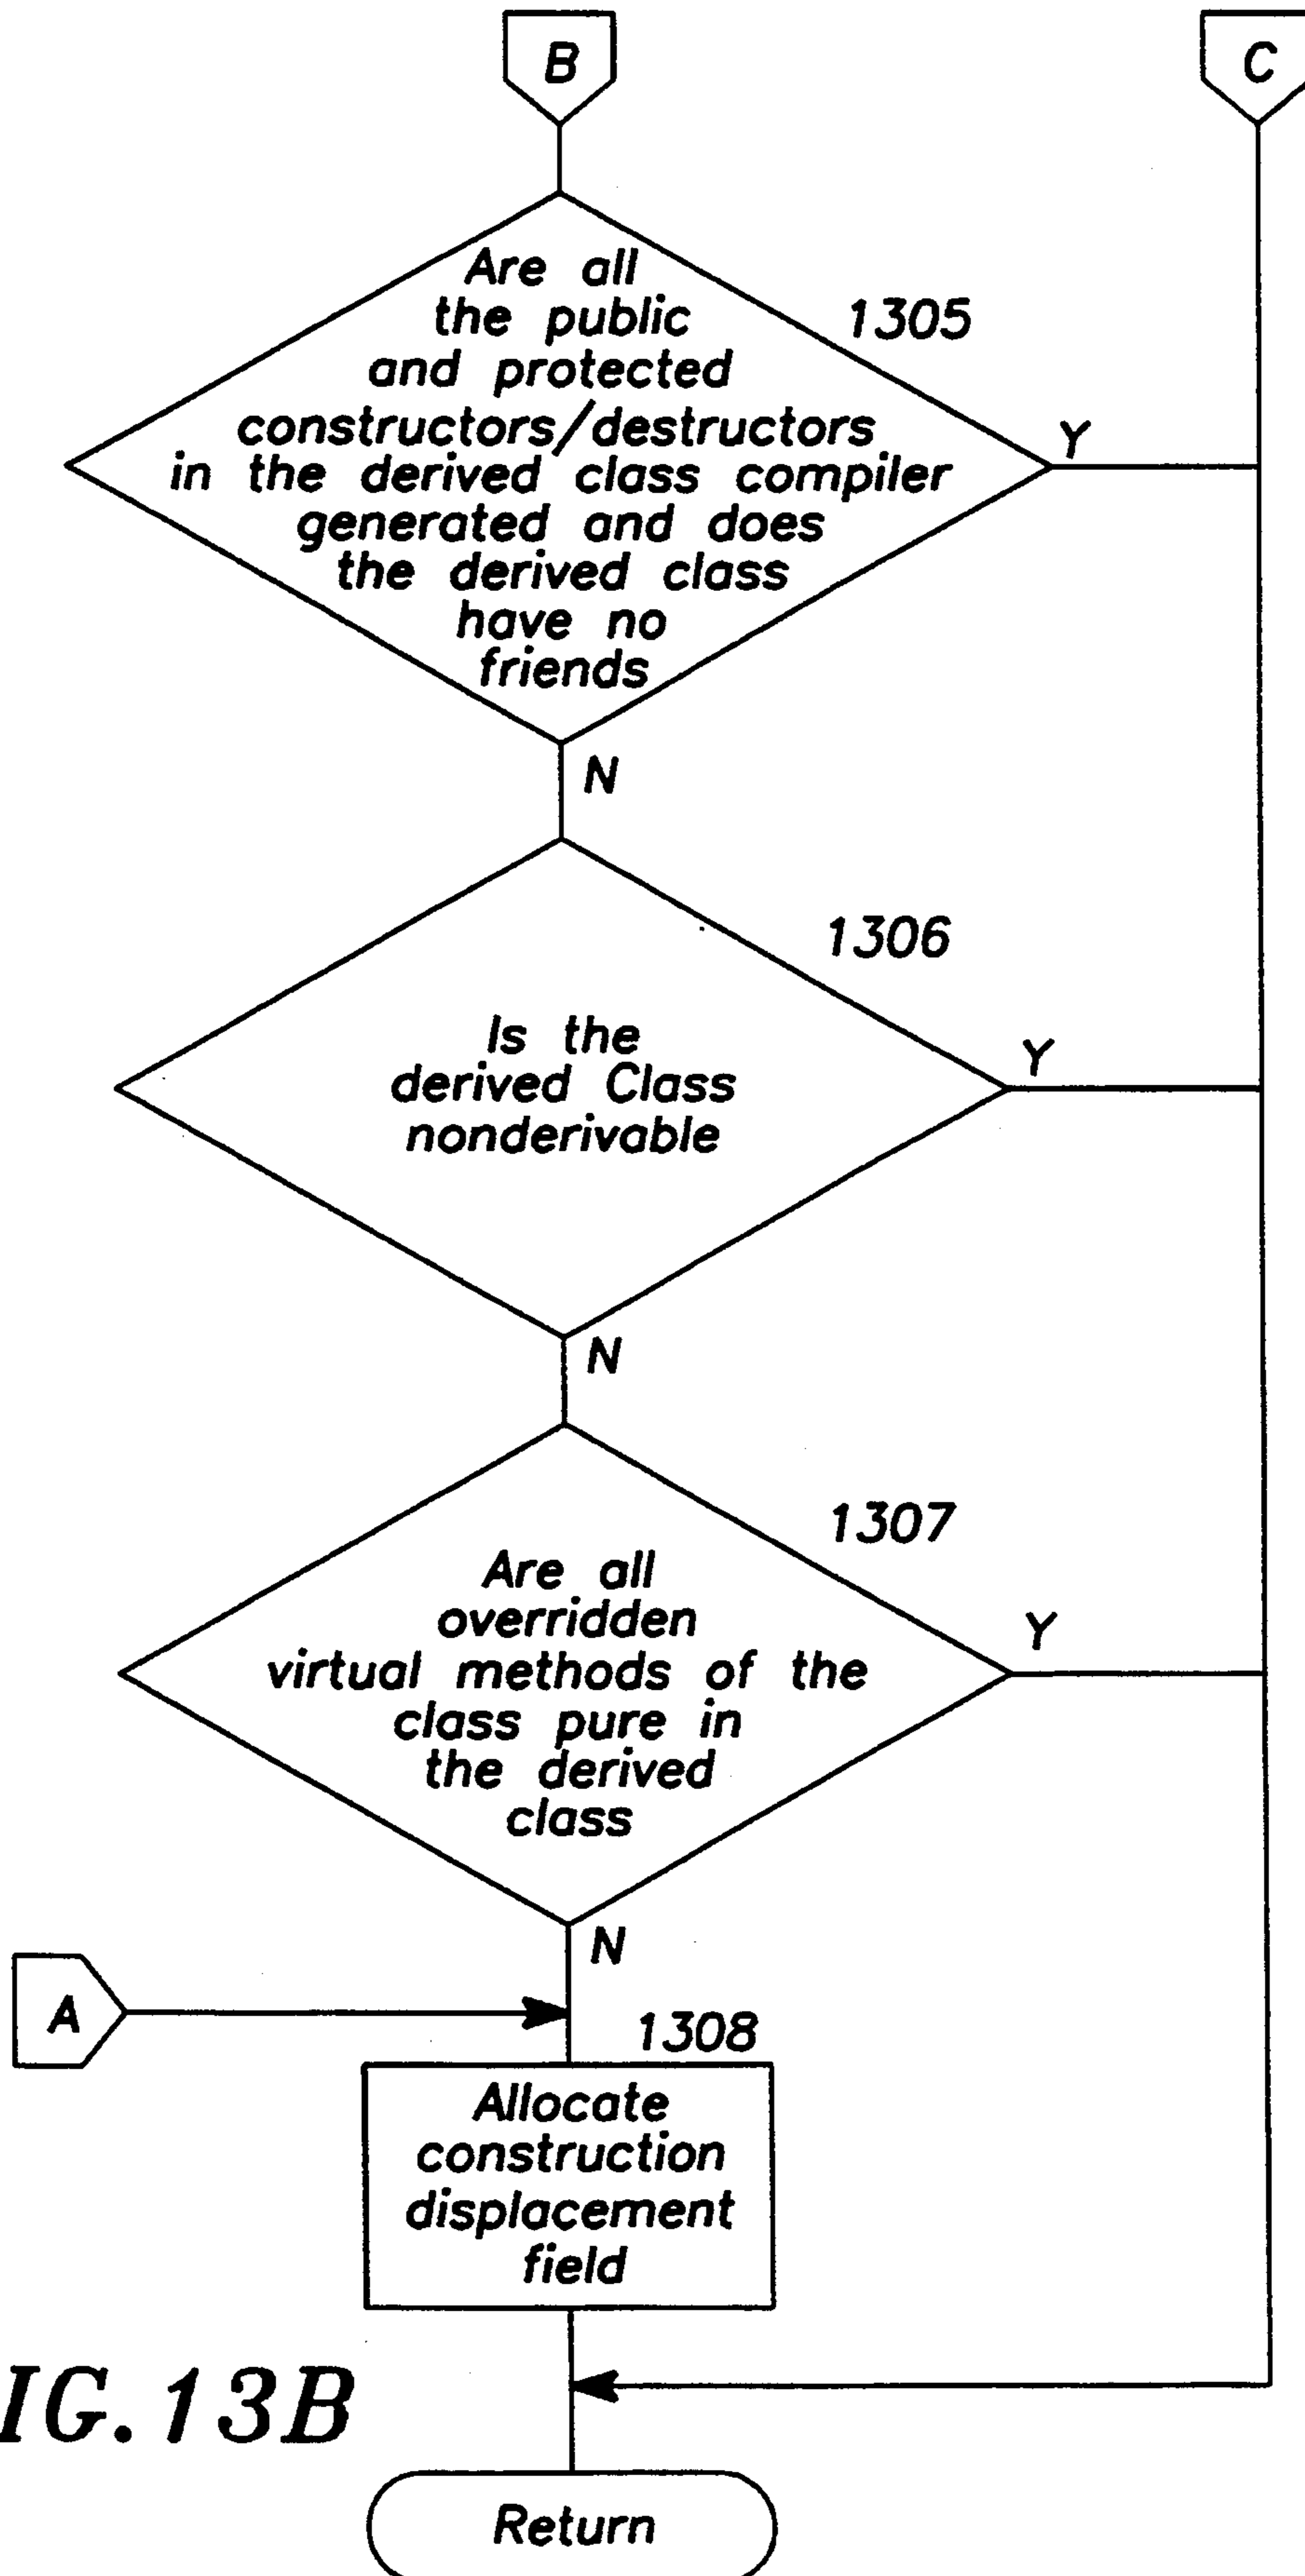 B
C
Are all
the public
and protected
constructors/destructors
in the derived class compiler
generated and does
the derived class
have no
friends
1305
Y
N
1306
Is the
derived Class
nonderivable
Y
N
1307
Are all
overridden
virtual methods of the
class pure in
the derived
class
Y
N
A
1308
Allocate
construction
displacement
field
IG. 13B
Return